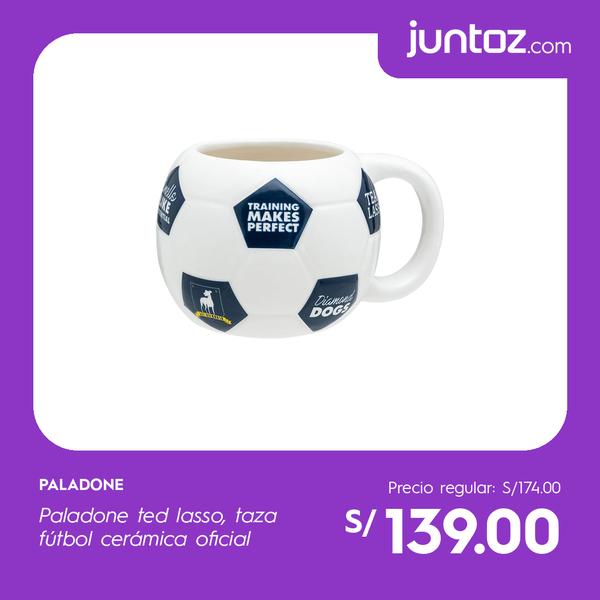 juntoz.com
TRAINING
MAKES
PERFECT
Diamond
DOGS
PALADONE
Paladone ted lasso, taza
fútbol cerámica oficial
Precio regular: S/174.00
S/139.00